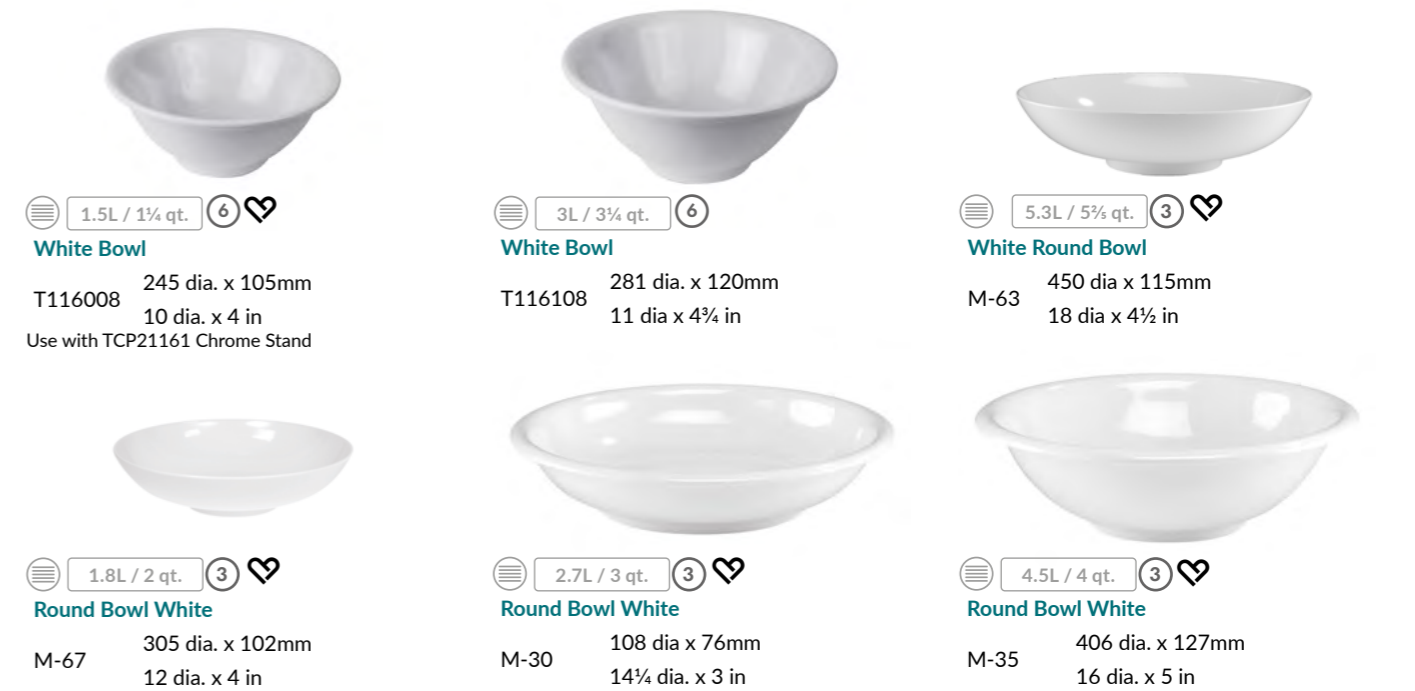 1.5L / 1¼ qt. 6
White Bowl
T116008
245 dia. x 105mm
10 dia. x 4 in
Use with TCP21161 Chrome Stand
3L / 3¼ qt. 6
White Bowl
T116108
281 dia. x 120mm
11 dia x 4¾ in
5.3L / 5⅖ qt. 3
White Round Bowl
M-63
450 dia x 115mm
18 dia x 4½ in
1.8L / 2 qt. 3
Round Bowl White
M-67
305 dia. x 102mm
12 dia. x 4 in
2.7L / 3 qt. 3
Round Bowl White
M-30
108 dia x 76mm
14¼ dia. x 3 in
4.5L / 4 qt. 3
Round Bowl White
M-35
406 dia. x 127mm
16 dia. x 5 in